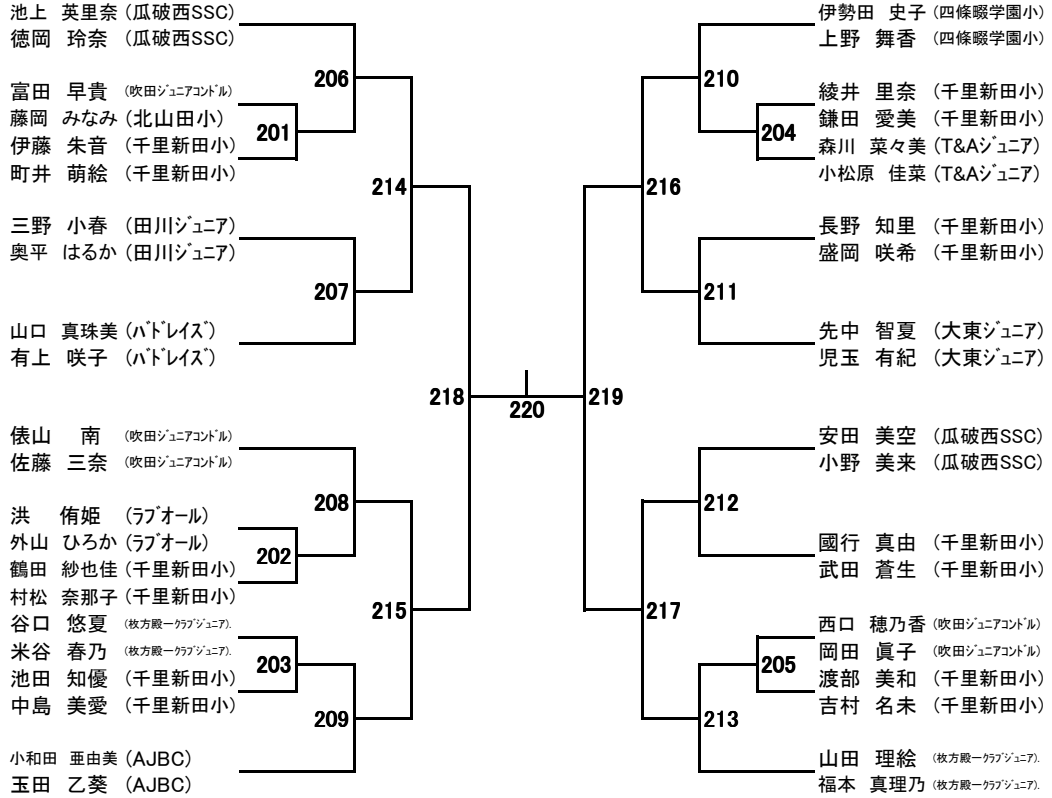 池上 英里奈 (瓜破西SSC)
徳岡 玲奈 (瓜破西SSC)
206
富田 早貴 (吹田ｼﾞｭﾆｱｺﾝﾄﾞﾙ)
藤岡 みなみ (北山田小)
201
伊藤 朱音 (千里新田小)
町井 萌絵 (千里新田小)
214
三野 小春 (田川ｼﾞｭﾆｱ)
奥平 はるか (田川ｼﾞｭﾆｱ)
207
山口 真珠美 (ﾊﾞﾄﾞﾚｲｽﾞ)
有上 咲子 (ﾊﾞﾄﾞﾚｲｽﾞ)
218
俵山 南 (吹田ｼﾞｭﾆｱｺﾝﾄﾞﾙ)
佐藤 三奈 (吹田ｼﾞｭﾆｱｺﾝﾄﾞﾙ)
208
洪 侑姫 (ﾗﾌﾞｵｰﾙ)
外山 ひろか (ﾗﾌﾞｵｰﾙ)
202
鶴田 紗也佳 (千里新田小)
村松 奈那子 (千里新田小)
215
谷口 悠夏 (枚方殿一ｸﾗﾌﾞｼﾞｭﾆｱ).
米谷 春乃 (枚方殿一ｸﾗﾌﾞｼﾞｭﾆｱ).
203
池田 知優 (千里新田小)
中島 美愛 (千里新田小)
209
小和田 亜由美 (AJBC)
玉田 乙葵 (AJBC)
220
伊勢田 史子 (四條畷学園小)
上野 舞香 (四條畷学園小)
210
綾井 里奈 (千里新田小)
鎌田 愛美 (千里新田小)
204
森川 菜々美 (T&Aｼﾞｭﾆｱ)
小松原 佳菜 (T&Aｼﾞｭﾆｱ)
216
長野 知里 (千里新田小)
盛岡 咲希 (千里新田小)
211
先中 智夏 (大東ｼﾞｭﾆｱ)
児玉 有紀 (大東ｼﾞｭﾆｱ)
219
安田 美空 (瓜破西SSC)
小野 美来 (瓜破西SSC)
212
國行 真由 (千里新田小)
武田 蒼生 (千里新田小)
217
西口 穂乃香 (吹田ｼﾞｭﾆｱｺﾝﾄﾞﾙ)
岡田 眞子 (吹田ｼﾞｭﾆｱｺﾝﾄﾞﾙ)
205
渡部 美和 (千里新田小)
吉村 名未 (千里新田小)
213
山田 理絵 (枚方殿一ｸﾗﾌﾞｼﾞｭﾆｱ).
福本 真理乃 (枚方殿一ｸﾗﾌﾞｼﾞｭﾆｱ).